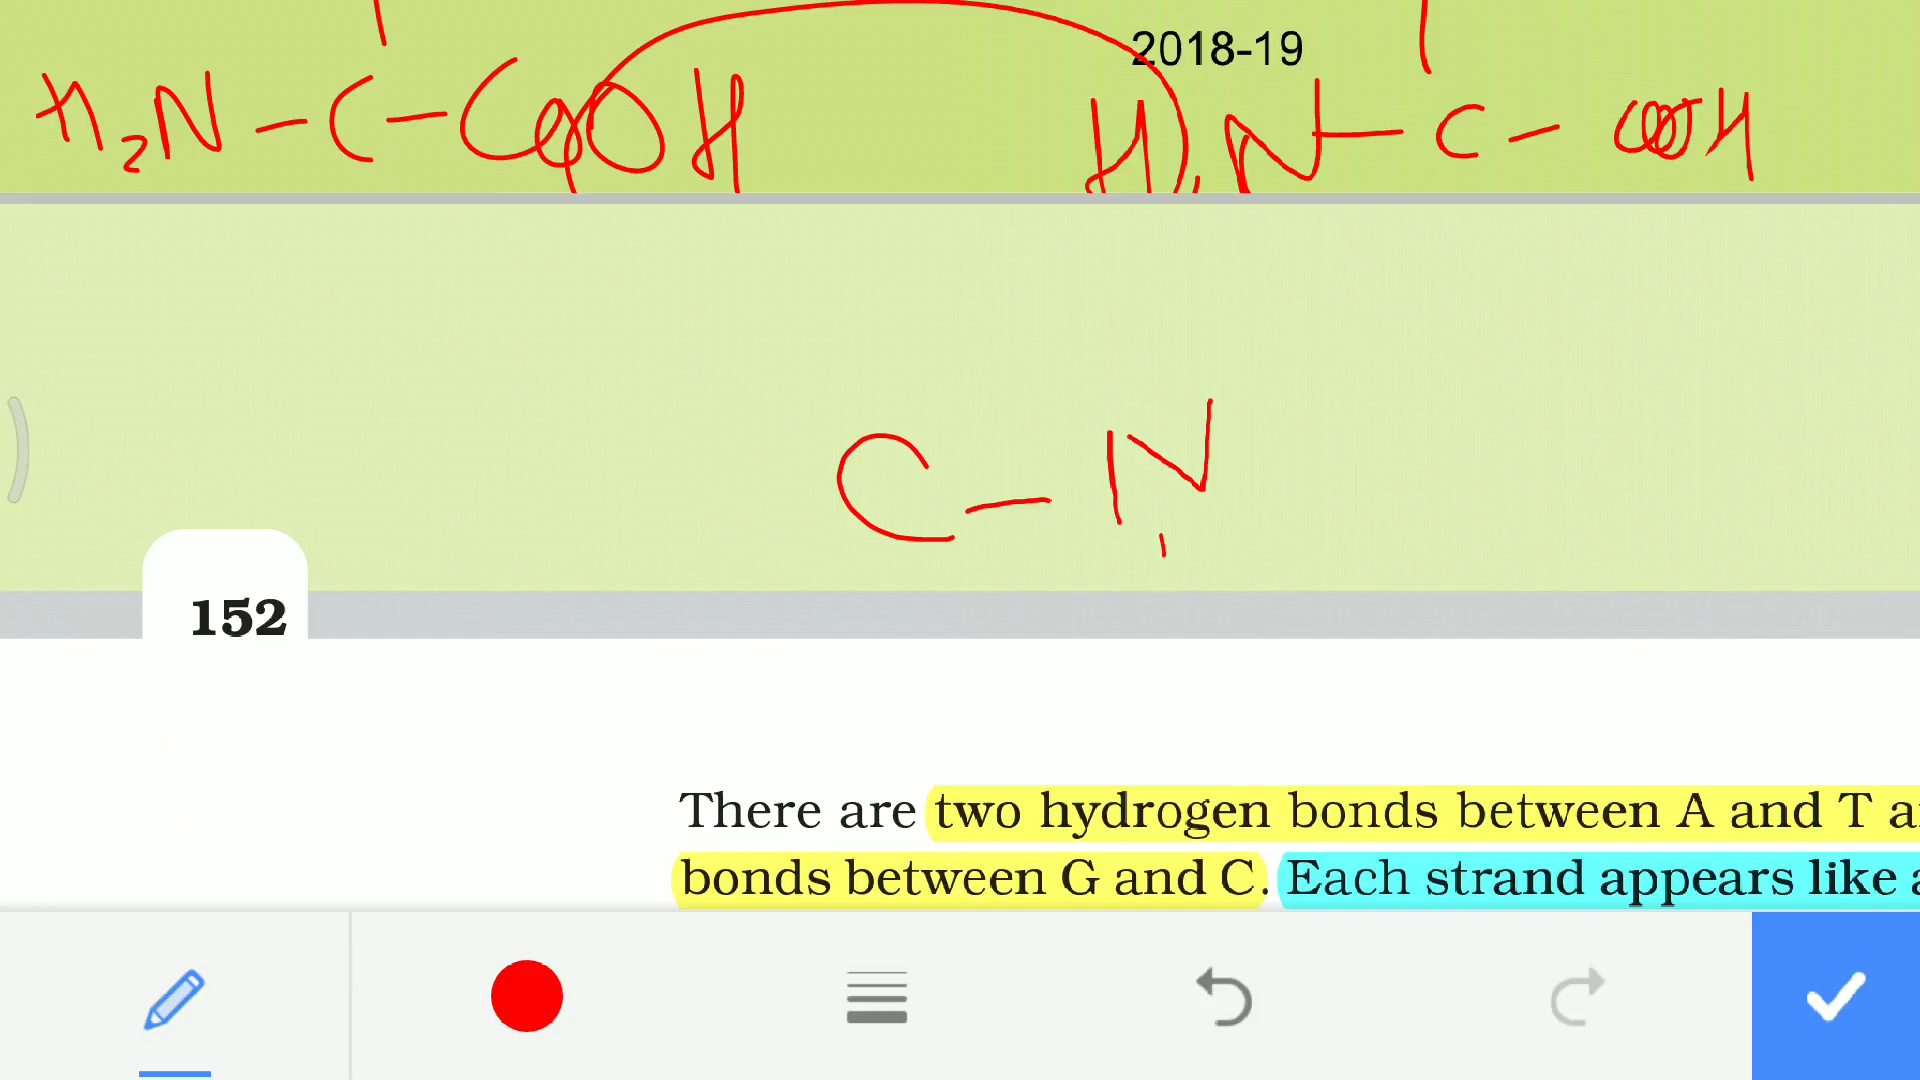 2018-19
H₂N-C-COOH H₂N-C-COOH
C-N
152
There are two hydrogen bonds between A and T a
bonds between G and C. Each strand appears like a